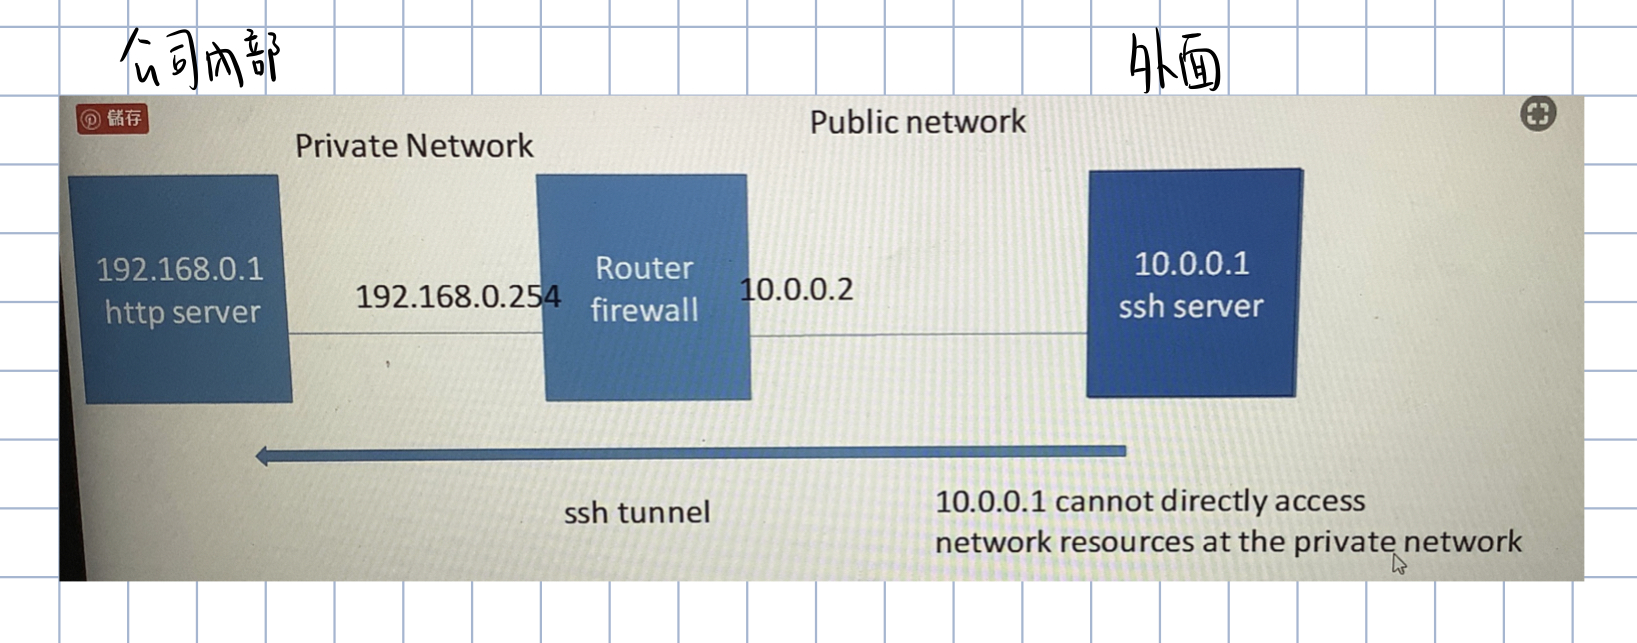 公司內部
外面
儲存
Private Network
Public network
192.168.0.1
http server
192.168.0.254
Router
firewall
10.0.0.2
10.0.0.1
ssh server
ssh tunnel
10.0.0.1 cannot directly access
network resources at the private network